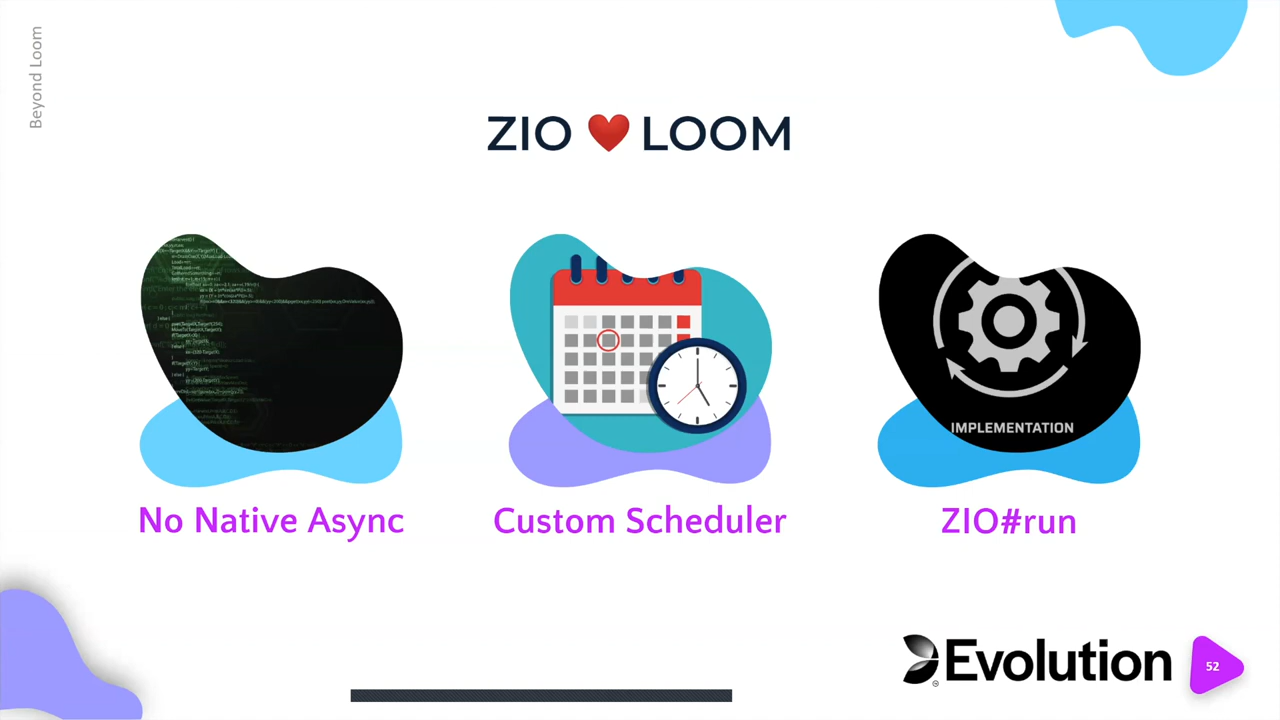 Beyond Loom
ZIO ❤️ LOOM
IMPLEMENTATION
No Native Async
Custom Scheduler
ZIO#run
Evolution
52